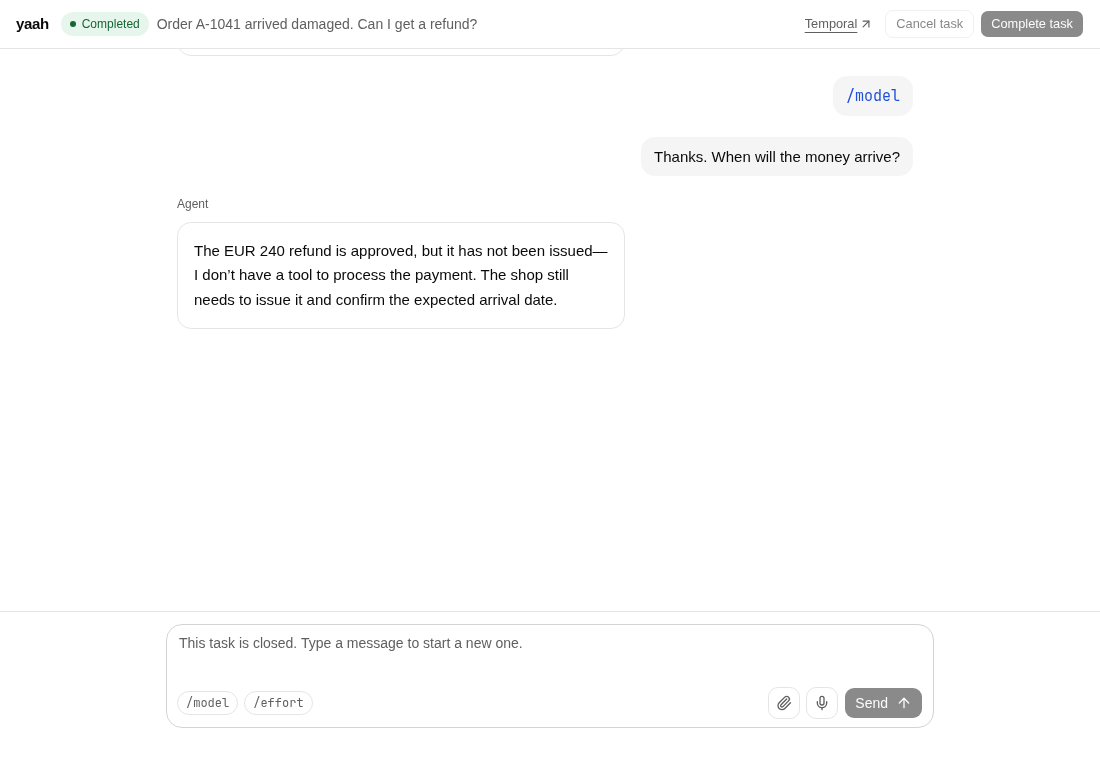 yaah
Completed
Order A-1041 arrived damaged. Can I get a refund?
Temporal
Cancel task
Complete task
/model
Thanks. When will the money arrive?
Agent
The EUR 240 refund is approved, but it has not been issued—
I don’t have a tool to process the payment. The shop still
needs to issue it and confirm the expected arrival date.
This task is closed. Type a message to start a new one.
/model
/effort
Send